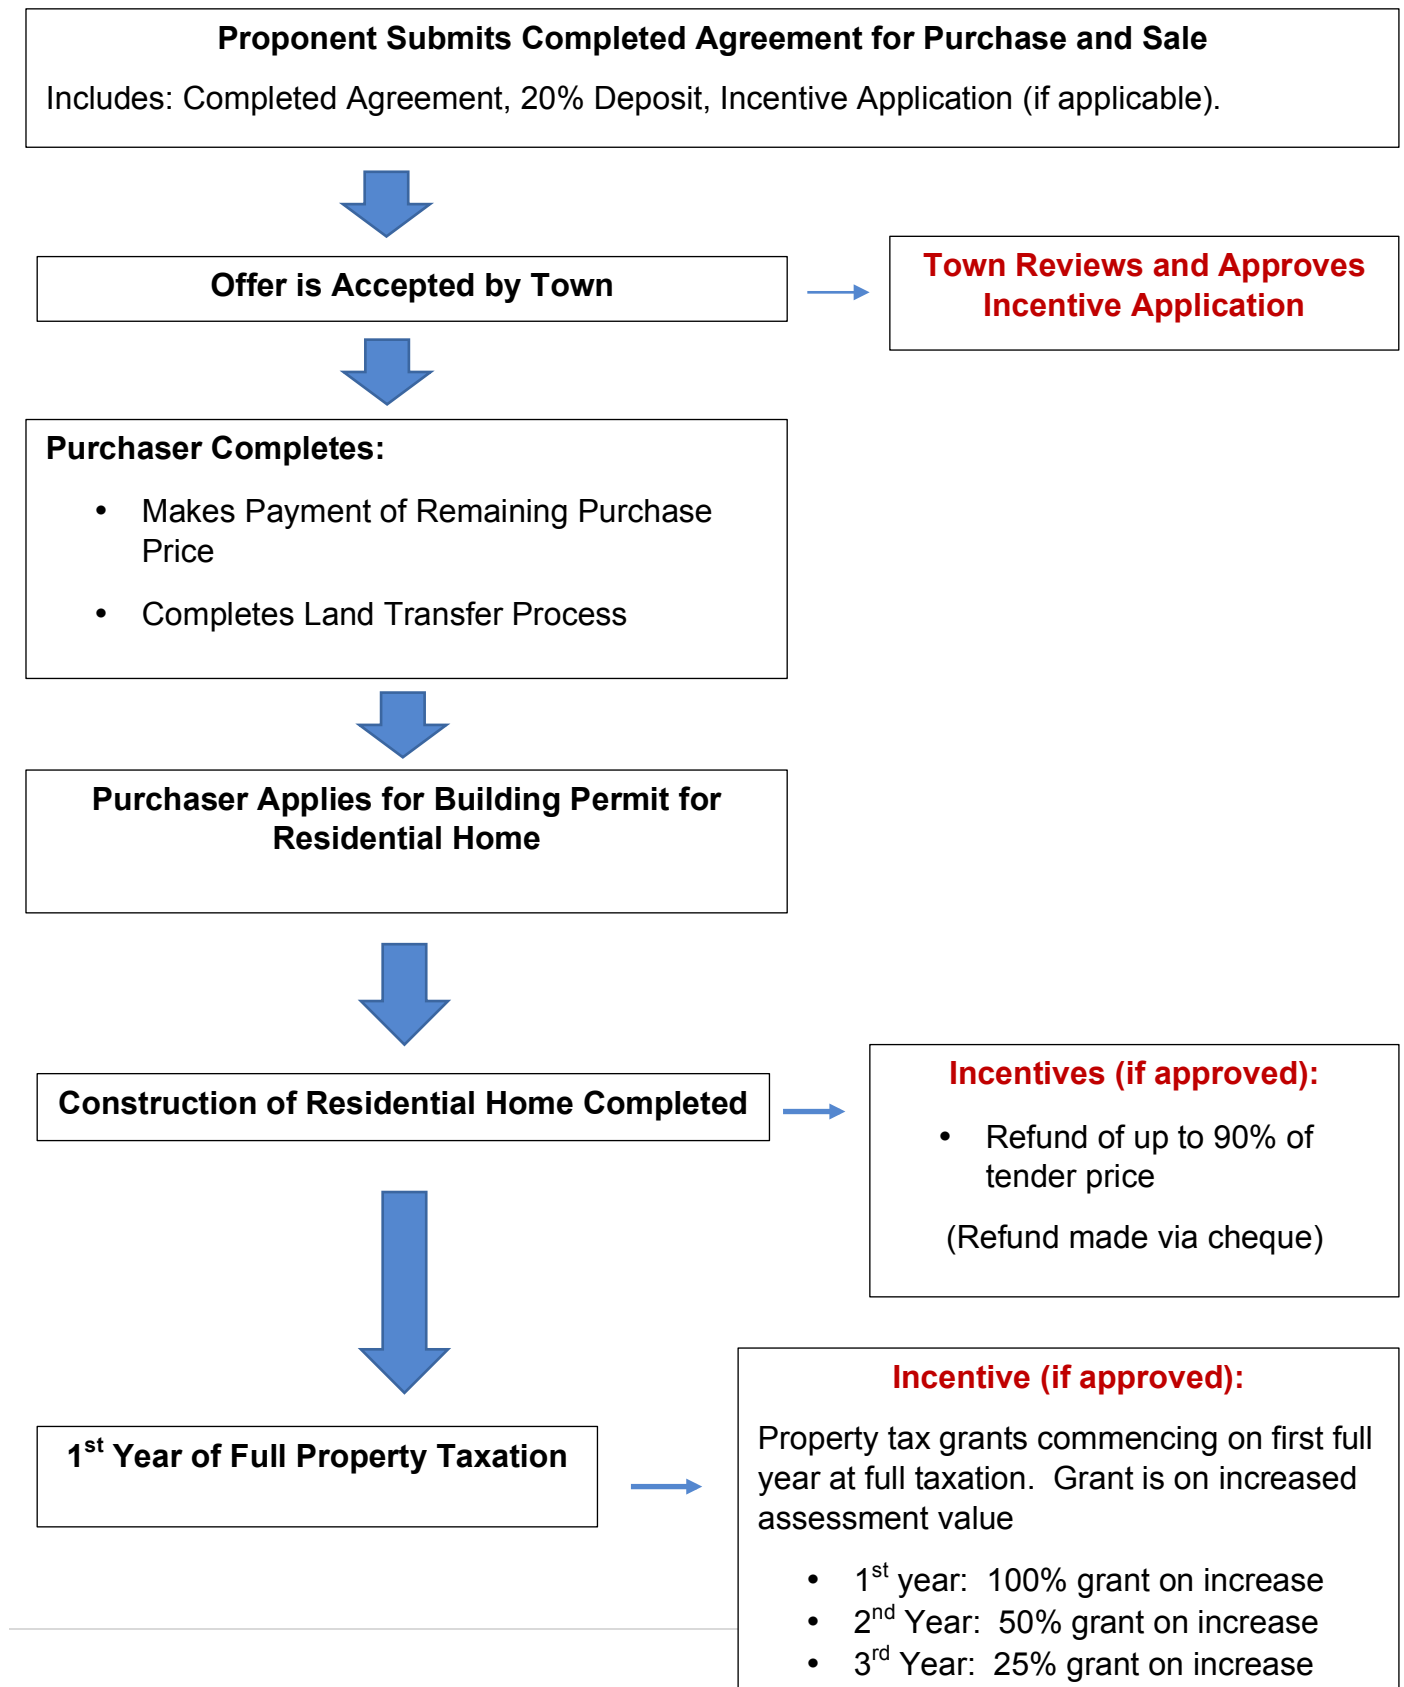 Proponent Submits Completed Agreement for Purchase and Sale
Includes: Completed Agreement, 20% Deposit, Incentive Application (if applicable).
Offer is Accepted by Town
Town Reviews and Approves
Incentive Application
Purchaser Completes:
• Makes Payment of Remaining Purchase
Price
• Completes Land Transfer Process
Purchaser Applies for Building Permit for
Residential Home
Construction of Residential Home Completed
Incentives (if approved):
• Refund of up to 90% of
tender price
(Refund made via cheque)
1st Year of Full Property Taxation
Incentive (if approved):
Property tax grants commencing on first full
year at full taxation.  Grant is on increased
assessment value
• 1st year:  100% grant on increase
• 2nd Year:  50% grant on increase
• 3rd Year:  25% grant on increase